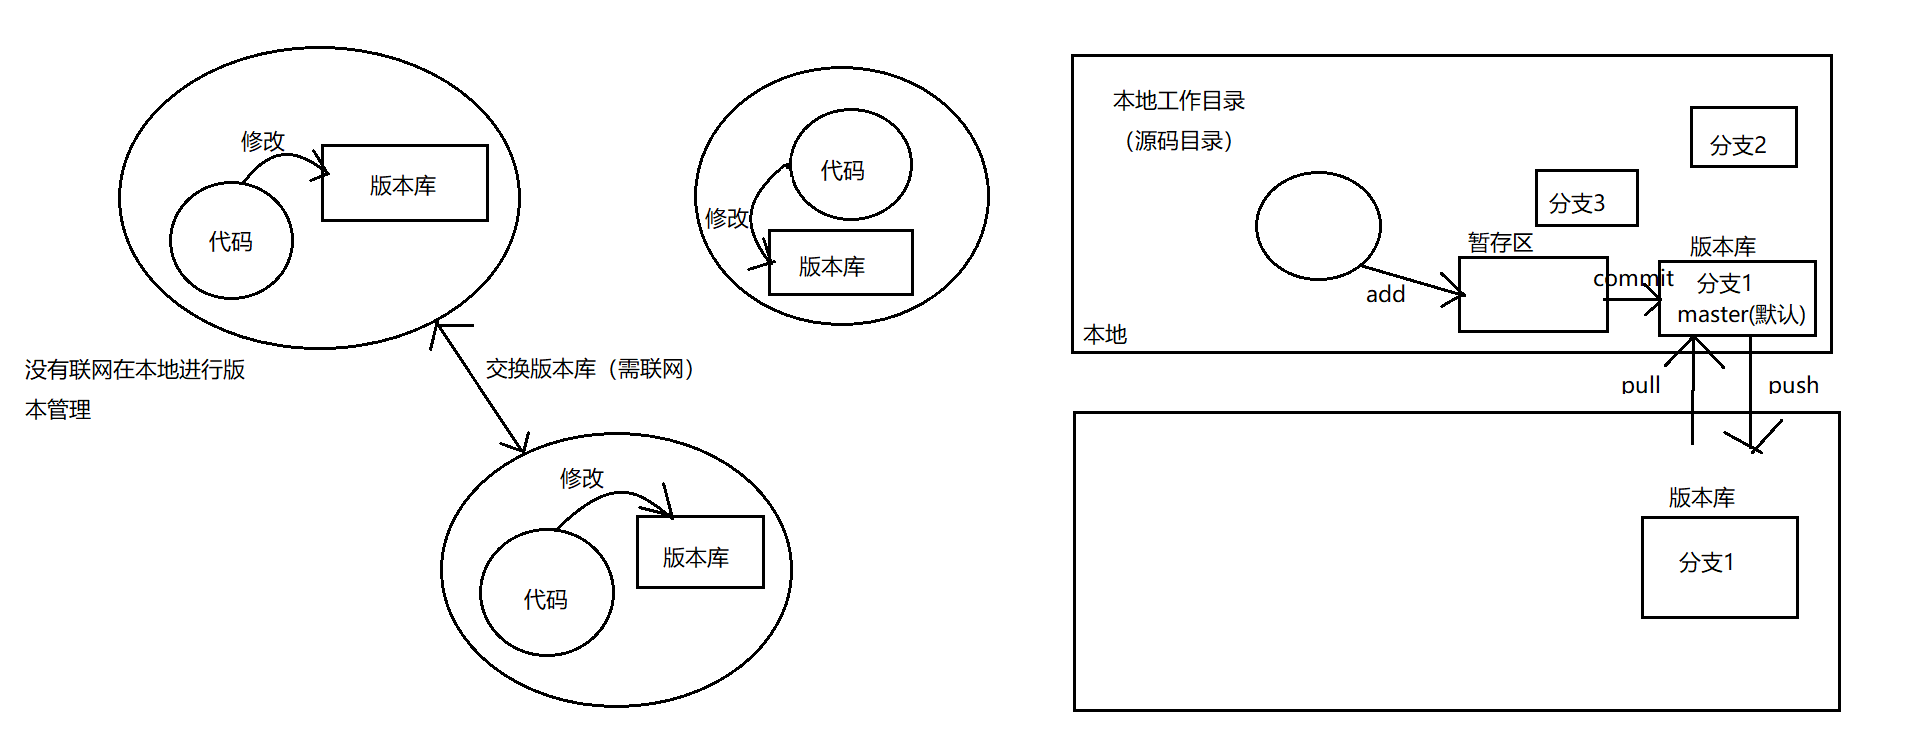 修改
版本库
代码
没有联网在本地进行版
本管理
代码
修改
版本库
交换版本库（需联网）
修改
版本库
代码
本地工作目录
（源码目录）
分支2
分支3
暂存区
版本库
commit
分支1
master(默认)
add
本地
pull
push
版本库
分支1